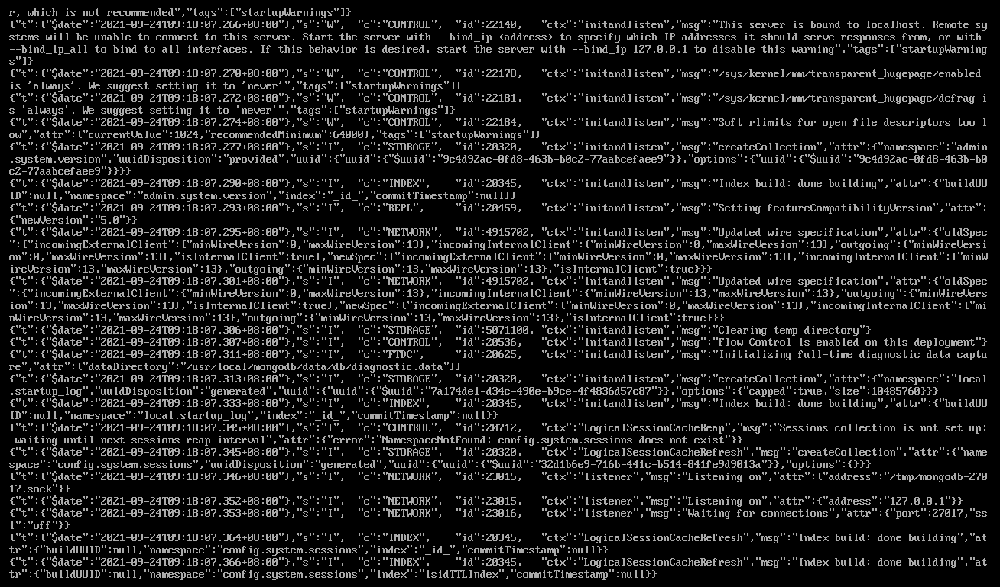 r, which is not recommended","tags":["startupWarnings"]}
{"t":{"$date":"2021-09-24T09:18:07.266+08:00"},"s":"W",  "c":"CONTROL",  "id":22140,   "ctx":"initandlisten","msg":"This server is bound to localhost. Remote sy
stems will be unable to connect to this server. Start the server with --bind_ip <address> to specify which IP addresses it should serve responses from, or with
--bind_ip_all to bind to all interfaces. If this behavior is desired, start the server with --bind_ip 127.0.0.1 to disable this warning","tags":["startupWarning
s"]}
{"t":{"$date":"2021-09-24T09:18:07.270+08:00"},"s":"W",  "c":"CONTROL",  "id":22178,   "ctx":"initandlisten","msg":"/sys/kernel/mm/transparent_hugepage/enabled
is 'always'. We suggest setting it to 'never'","tags":["startupWarnings"]}
{"t":{"$date":"2021-09-24T09:18:07.272+08:00"},"s":"W",  "c":"CONTROL",  "id":22181,   "ctx":"initandlisten","msg":"/sys/kernel/mm/transparent_hugepage/defrag i
s 'always'. We suggest setting it to 'never'","tags":["startupWarnings"]}
{"t":{"$date":"2021-09-24T09:18:07.274+08:00"},"s":"W",  "c":"CONTROL",  "id":22184,   "ctx":"initandlisten","msg":"Soft rlimits for open file descriptors too l
ow","attr":{"currentValue":1024,"recommendedMinimum":64000},"tags":["startupWarnings"]}
{"t":{"$date":"2021-09-24T09:18:07.277+08:00"},"s":"I",  "c":"STORAGE",  "id":20320,   "ctx":"initandlisten","msg":"createCollection","attr":{"namespace":"admin
.system.version","uuidDisposition":"provided","uuid":{"uuid":{"$uuid":"9c4d92ac-0fd8-463b-b0c2-77aabcefaee9"}},"options":{"uuid":{"$uuid":"9c4d92ac-0fd8-463b-b0
c2-77aabcefaee9"}}}}
{"t":{"$date":"2021-09-24T09:18:07.290+08:00"},"s":"I",  "c":"INDEX",    "id":20345,   "ctx":"initandlisten","msg":"Index build: done building","attr":{"buildUU
ID":null,"namespace":"admin.system.version","index":"_id_","commitTimestamp":null}}
{"t":{"$date":"2021-09-24T09:18:07.293+08:00"},"s":"I",  "c":"REPL",     "id":20459,   "ctx":"initandlisten","msg":"Setting featureCompatibilityVersion","attr":
{"newVersion":"5.0"}}
{"t":{"$date":"2021-09-24T09:18:07.295+08:00"},"s":"I",  "c":"NETWORK",  "id":4915702, "ctx":"initandlisten","msg":"Updated wire specification","attr":{"oldSpec
":{"incomingExternalClient":{"minWireVersion":0,"maxWireVersion":13},"incomingInternalClient":{"minWireVersion":0,"maxWireVersion":13},"outgoing":{"minWireVersi
on":0,"maxWireVersion":13},"isInternalClient":true},"newSpec":{"incomingExternalClient":{"minWireVersion":0,"maxWireVersion":13},"incomingInternalClient":{"minW
ireVersion":13,"maxWireVersion":13},"outgoing":{"minWireVersion":13,"maxWireVersion":13},"isInternalClient":true}}}
{"t":{"$date":"2021-09-24T09:18:07.301+08:00"},"s":"I",  "c":"NETWORK",  "id":4915702, "ctx":"initandlisten","msg":"Updated wire specification","attr":{"oldSpec
":{"incomingExternalClient":{"minWireVersion":0,"maxWireVersion":13},"incomingInternalClient":{"minWireVersion":13,"maxWireVersion":13},"outgoing":{"minWireVers
ion":13,"maxWireVersion":13},"isInternalClient":true},"newSpec":{"incomingExternalClient":{"minWireVersion":0,"maxWireVersion":13},"incomingInternalClient":{"mi
nWireVersion":13,"maxWireVersion":13},"outgoing":{"minWireVersion":13,"maxWireVersion":13},"isInternalClient":true}}}
{"t":{"$date":"2021-09-24T09:18:07.306+08:00"},"s":"I",  "c":"STORAGE",  "id":5071100, "ctx":"initandlisten","msg":"Clearing temp directory"}
{"t":{"$date":"2021-09-24T09:18:07.307+08:00"},"s":"I",  "c":"CONTROL",  "id":20536,   "ctx":"initandlisten","msg":"Flow Control is enabled on this deployment"}
{"t":{"$date":"2021-09-24T09:18:07.311+08:00"},"s":"I",  "c":"FTDC",     "id":20625,   "ctx":"initandlisten","msg":"Initializing full-time diagnostic data captu
re","attr":{"dataDirectory":"/usr/local/mongodb/data/db/diagnostic.data"}}
{"t":{"$date":"2021-09-24T09:18:07.313+08:00"},"s":"I",  "c":"STORAGE",  "id":20320,   "ctx":"initandlisten","msg":"createCollection","attr":{"namespace":"local
.startup_log","uuidDisposition":"generated","uuid":{"uuid":{"$uuid":"7a174de1-d34c-490e-b9ce-4f4836d57c87"}},"options":{"capped":true,"size":10485760}}}
{"t":{"$date":"2021-09-24T09:18:07.333+08:00"},"s":"I",  "c":"INDEX",    "id":20345,   "ctx":"initandlisten","msg":"Index build: done building","attr":{"buildUU
ID":null,"namespace":"local.startup_log","index":"_id_","commitTimestamp":null}}
{"t":{"$date":"2021-09-24T09:18:07.345+08:00"},"s":"I",  "c":"CONTROL",  "id":20712,   "ctx":"LogicalSessionCacheReap","msg":"Sessions collection is not set up;
 waiting until next sessions reap interval","attr":{"error":"NamespaceNotFound: config.system.sessions does not exist"}}
{"t":{"$date":"2021-09-24T09:18:07.345+08:00"},"s":"I",  "c":"STORAGE",  "id":20320,   "ctx":"LogicalSessionCacheRefresh","msg":"createCollection","attr":{"name
space":"config.system.sessions","uuidDisposition":"generated","uuid":{"uuid":{"$uuid":"32d1b6e9-716b-441c-b514-841fe9d9013a"}},"options":{}}}
{"t":{"$date":"2021-09-24T09:18:07.346+08:00"},"s":"I",  "c":"NETWORK",  "id":23015,   "ctx":"listener","msg":"Listening on","attr":{"address":"/tmp/mongodb-270
17.sock"}}
{"t":{"$date":"2021-09-24T09:18:07.352+08:00"},"s":"I",  "c":"NETWORK",  "id":23015,   "ctx":"listener","msg":"Listening on","attr":{"address":"127.0.0.1"}}
{"t":{"$date":"2021-09-24T09:18:07.353+08:00"},"s":"I",  "c":"NETWORK",  "id":23016,   "ctx":"listener","msg":"Waiting for connections","attr":{"port":27017,"ss
l":"off"}}
{"t":{"$date":"2021-09-24T09:18:07.364+08:00"},"s":"I",  "c":"INDEX",    "id":20345,   "ctx":"LogicalSessionCacheRefresh","msg":"Index build: done building","at
tr":{"buildUUID":null,"namespace":"config.system.sessions","index":"_id_","commitTimestamp":null}}
{"t":{"$date":"2021-09-24T09:18:07.366+08:00"},"s":"I",  "c":"INDEX",    "id":20345,   "ctx":"LogicalSessionCacheRefresh","msg":"Index build: done building","at
tr":{"buildUUID":null,"namespace":"config.system.sessions","index":"lsidTTLIndex","commitTimestamp":null}}